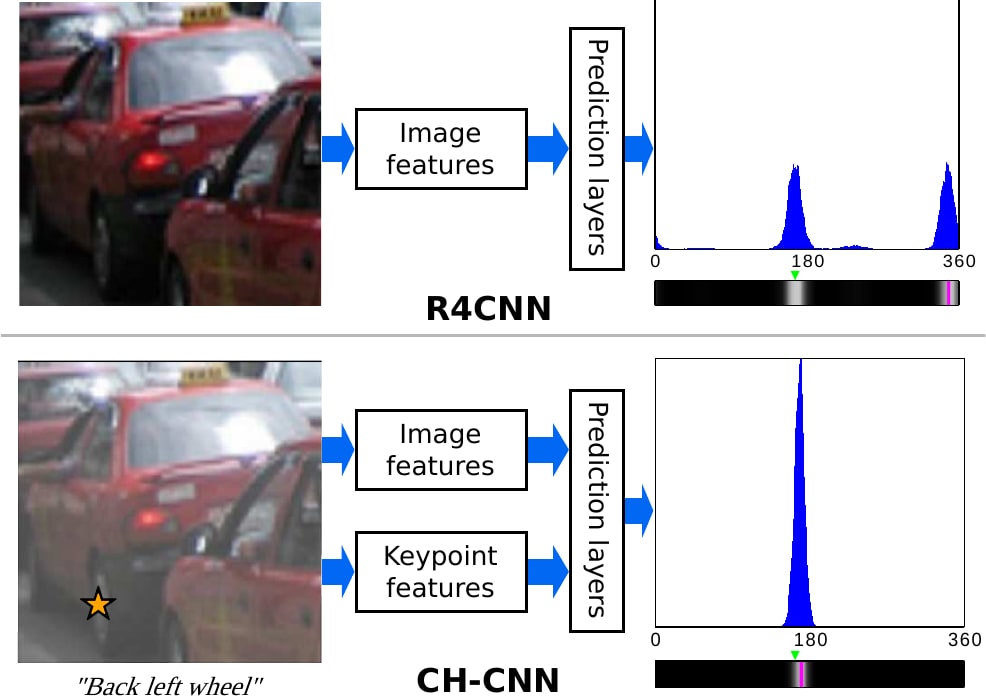 Image
features
Prediction layers
0 180 360
R4CNN
Image
features
Keypoint
features
Prediction layers
0 180 360
"Back left wheel"
CH-CNN